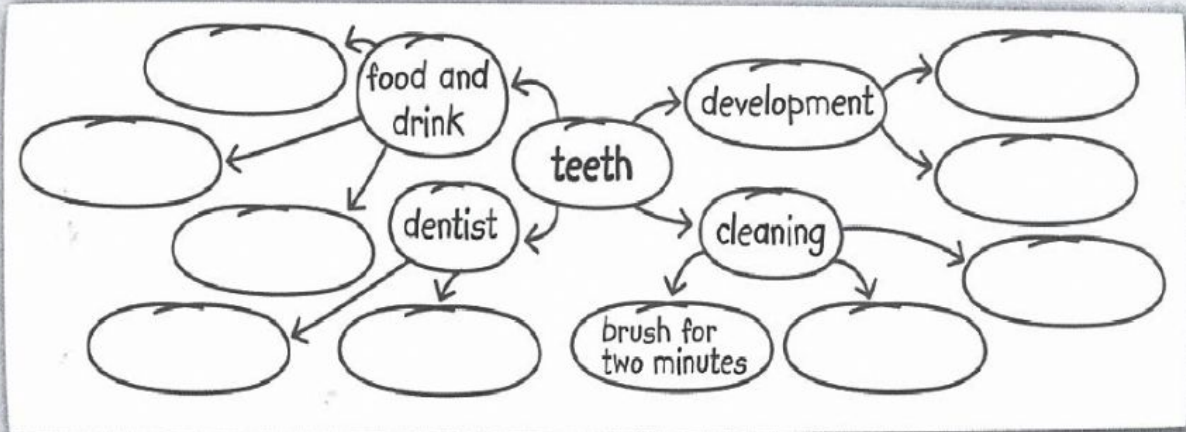 food and
drink
teeth
development
dentist
cleaning
brush for
two minutes